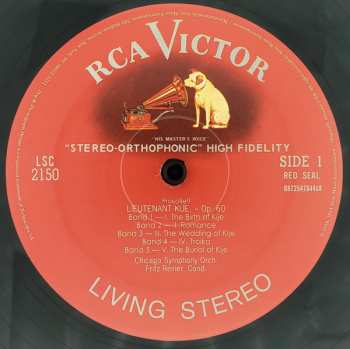 RCA VICTOR
"HIS MASTER'S VOICE"
"STEREO-ORTHOPHONIC" HIGH FIDELITY
LSC
2150
SIDE 1
RED SEAL
Prokofieff
LIEUTENANT KIJE, - Op. 60
Band 1 — I. The Birth of Kije
Band 2 — II. Romance
Band 3 — III. The Wedding of Kije
Band 4 — IV. Troika
Band 5 — V. The Burial of Kije
Chicago Symphony Orch.
Fritz Reiner, Cond.
LIVING STEREO